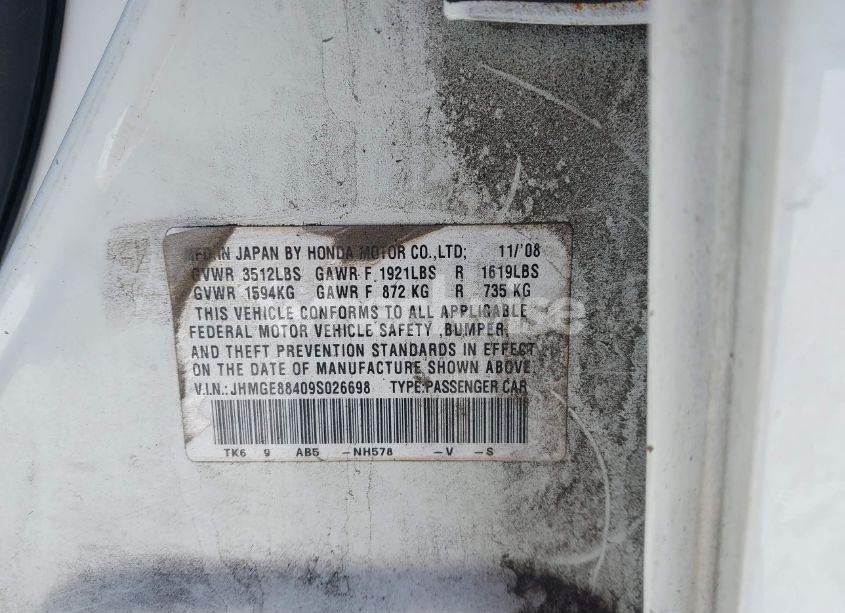 MFD. IN JAPAN BY HONDA MOTOR CO.,LTD; 11/'08
GVWR 3512LBS GAWR F 1921LBS R 1619LBS
GVWR 1594KG GAWR F 872 KG R 735 KG
THIS VEHICLE CONFORMS TO ALL APPLICABLE
FEDERAL MOTOR VEHICLE SAFETY ,BUMPER,
AND THEFT PREVENTION STANDARDS IN EFFECT
ON THE DATE OF MANUFACTURE SHOWN ABOVE.
V.I.N.: JHMGE88409S026698 TYPE:PASSENGER CAR
TK6 9 AB5 -NH578 -V -S